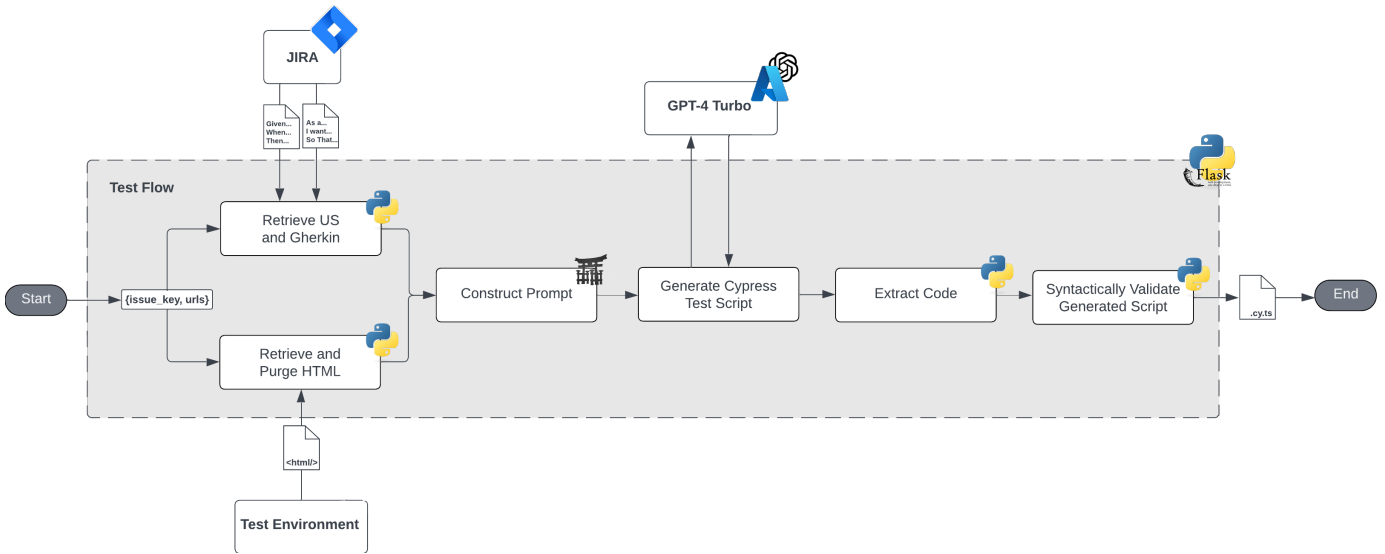 JIRA
GPT-4 Turbo
Given...
When...
Then...
As a...
I want...
So That...
Test Flow
Flask
Retrieve US
and Gherkin
Start
{issue_key, urls}
Construct Prompt
Generate Cypress
Test Script
Extract Code
Syntactically Validate
Generated Script
.cy.ts
End
Retrieve and
Purge HTML
<html/>
Test Environment